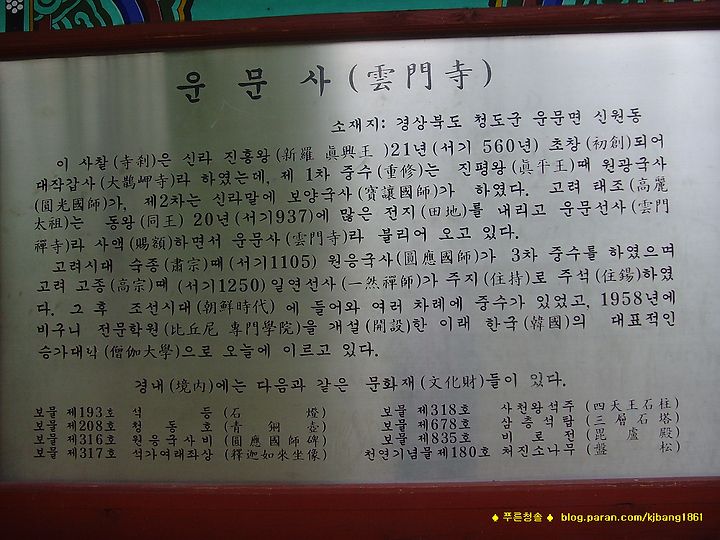 운문사(雲門寺)
소재지: 경상북도 청도군 운문면 신원동
이 사찰(寺刹)은 신라 진흥왕(新羅 眞興王 )21년(서기 560년) 초창(初創)되어
대작갑사(大鵲岬寺)라 하였는데, 제 1차 중수(重修)는 진평왕(眞平王)때 원광국사
(圓光國師)가, 제2차는 신라말에 보양국사(寶讓國師)가 하였다. 고려 태조(高麗
太祖)는 동왕(同王) 20년(서기937)에 많은 전지(田地)를 내리고 운문선사(雲門
禪寺)라 사액(賜額)하면서 운문사(雲門寺)라 불리어 오고 있다.
고려시대 숙종(肅宗)때(서기1105) 원응국사(圓應國師)가 3차 중수를 하였으며
고려 고종(高宗)때 (서기1250)일연선사(一然禪師)가 주지(住持)로 주석(住錫)하였
다. 그 후 조선시대(朝鮮時代) 에 들어와 여러 차례에 중수가 있었고, 1958년에
비구니 전문학원(比丘尼 專門學院)을 개설(開設)한 이래 한국(韓國)의 대표적인
승가대학(僧伽大學)으로 오늘에 이르고 있다.
경내(境內)에는 다음과 같은 문화재(文化財)들이 있다.
보물 제193호 석 등(石 燈)
보물 제208호 청 동 호(青 銅 壺)
보물 제316호 원응국사비(圓應國師碑)
보물 제317호 석가여래좌상(釋迦如來坐像)
보물 제318호 사천왕석주(四天王石柱)
보물 제678호 삼층석탑(三層石塔)
보물 제835호 비로전(毘盧殿)
천연기념물제180호 처진소나무(盤 松)
◆ 푸른청솔 ◆ blog.paran.com/kjbang1861